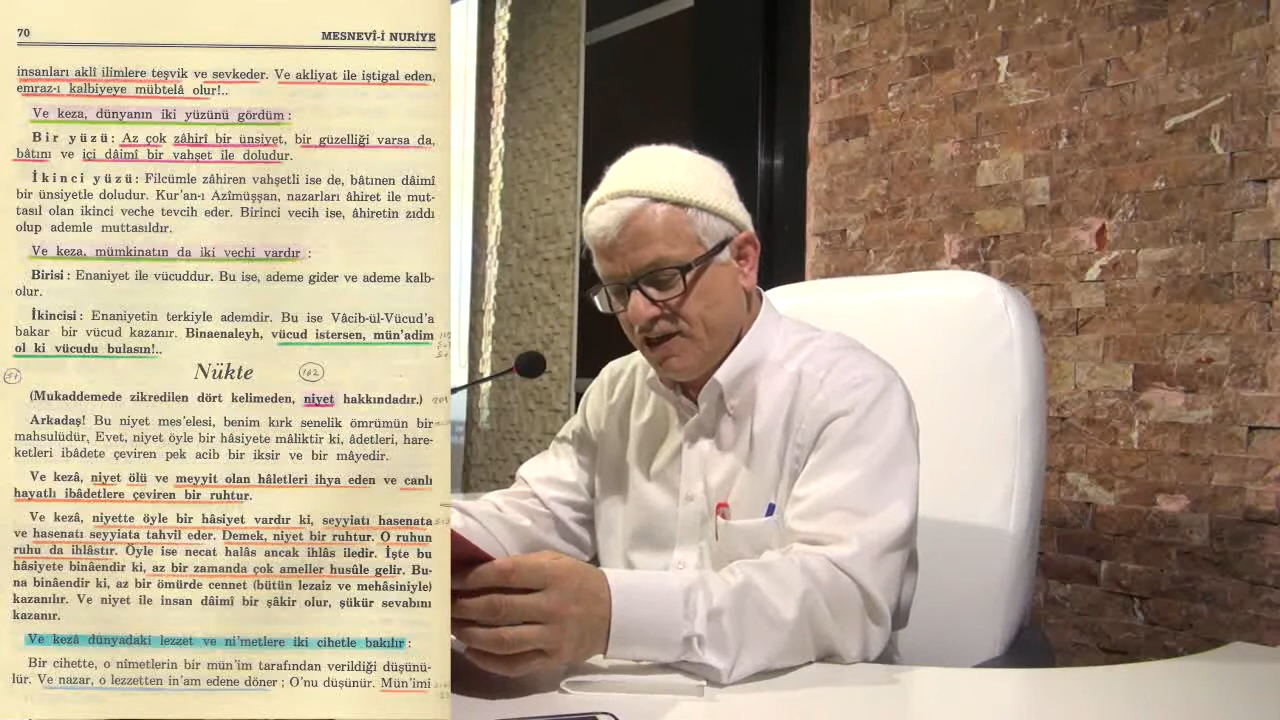 70
MESNEVÎ-İ NURİYE
insanları aklî ilimlere teşvik ve sevkeder. Ve akliyat ile iştigal eden,
emraz-ı kalbiyeye mübtelâ olur!..
Ve keza, dünyanın iki yüzünü gördüm :
Bir yüzü : Az çok zâhirî bir ünsiyet, bir güzelliği varsa da,
bâtını ve içi dâimî bir vahşet ile doludur.
İkinci yüzü : Filcümle zâhiren vahşetli ise de, bâtınen dâimî
bir ünsiyetle doludur. Kur'an-ı Azîmüşşan, nazarları âhiret ile mut-
tasıl olan ikinci veche tevcih eder. Birinci vecih ise, âhiretin zıddı
olup ademle muttasıldır.
Ve keza, mümkinatın da iki vechi vardır :
Birisi : Enaniyet ile vücuddur. Bu ise, ademe gider ve ademe kalb-
olur.
İkincisi : Enaniyetin terkiyle ademdir. Bu ise Vâcib-ül-Vücud'a
bakar bir vücud kazanır. Binaenaleyh, vücud istersen, mün'adim
ol ki vücudu bulasın!..
Nükte
162
51
(Mukaddemede zikredilen dört kelimeden, niyet hakkındadır.)
Arkadaş! Bu niyet mes'elesi, benim kırk senelik ömrümün bir
mahsulüdür, Evet, niyet öyle bir hâsiyete mâliktir ki, âdetleri, hare-
ketleri ibâdete çeviren pek acib bir iksir ve bir mâyedir.
Ve kezâ, niyet ölü ve meyyit olan hâletleri ihya eden ve canlı
hayatlı ibâdetlere çeviren bir ruhtur.
Ve kezâ, niyette öyle bir hâsiyet vardır ki, seyyiatı hasenata
ve hasenatı seyyiata tahvil eder. Demek, niyet bir ruhtur. O ruhun
ruhu da ihlâstır. Öyle ise necat halâs ancak ihlâs iledir. İşte bu
hâsiyete binâendir ki, az bir zamanda çok ameller husûle gelir. Bu-
na binâendir ki, az bir ömürde cennet (bütün lezaiz ve mehâsiniyle)
kazanılır. Ve niyet ile insan dâimî bir şâkir olur, şükür sevabını
kazanır.
Ve kezâ dünyadaki lezzet ve ni'metlere iki cihetle bakılır :
Bir cihette, o nîmetlerin bir mün'im tarafından verildiği düşünü-
lür. Ve nazar, o lezzetten in'am edene döner ; O'nu düşünür. Mün'imi